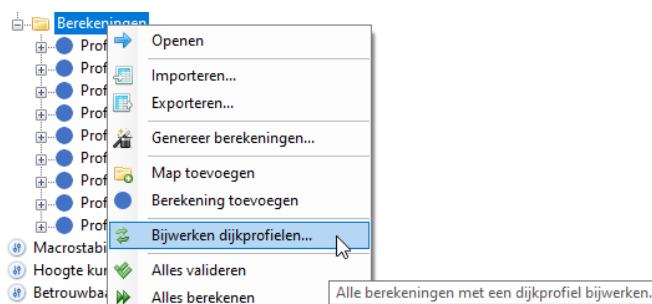 Berekeningen
Prof
Openen
Prof
Importeren...
Prof
Exporteren...
Prof
Prof
Genereer berekeningen...
Prof
Map toevoegen
Prof
Berekening toevoegen
Prof
Prof
Bijwerken dijkprofielen...
Macrostabi
Hoogte kun
Alles valideren
Betrouwbaa
Alles berekenen
Alle berekeningen met een dijkprofiel bijwerken.